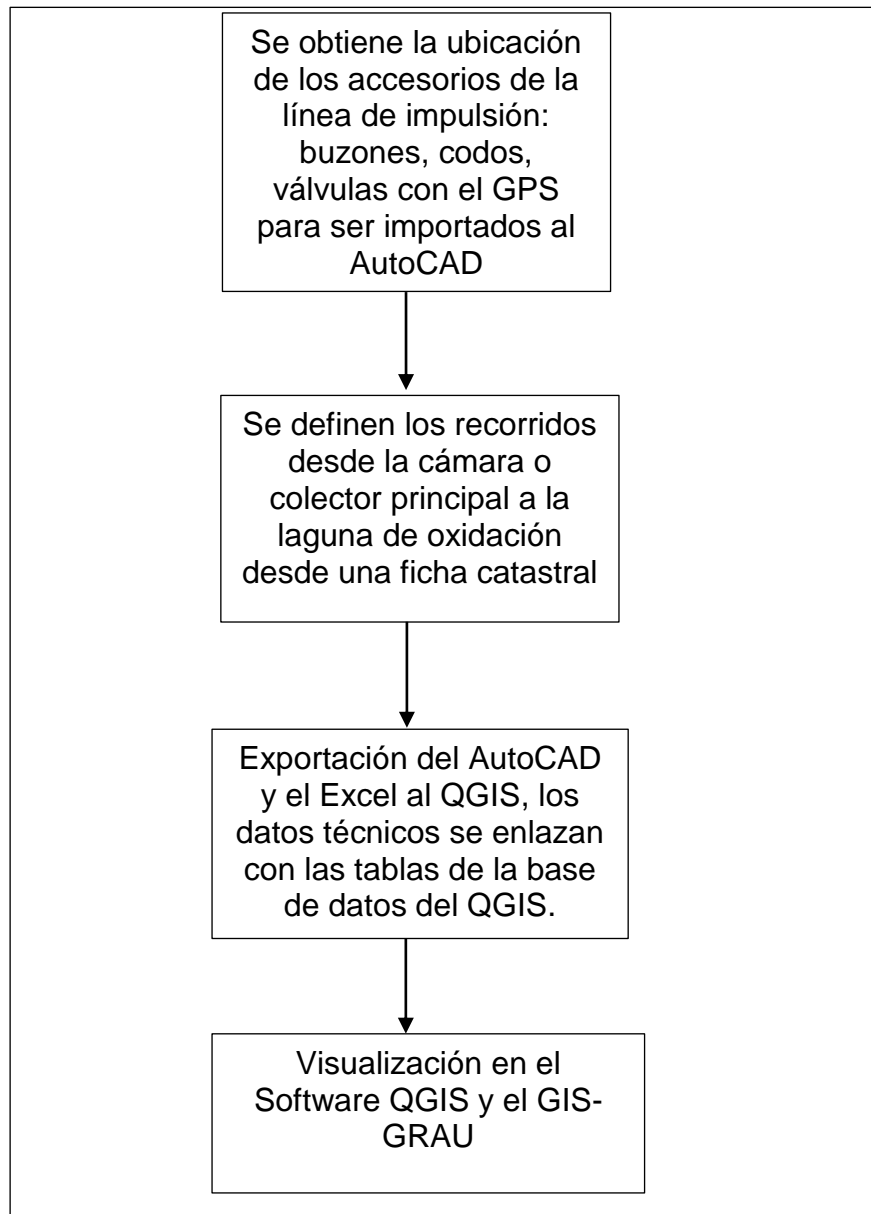 Se obtiene la ubicación
de los accesorios de la
línea de impulsión:
buzones, codos,
válvulas con el GPS
para ser importados al
AutoCAD
Se definen los recorridos
desde la cámara o
colector principal a la
laguna de oxidación
desde una ficha catastral
Exportación del AutoCAD
y el Excel al QGIS, los
datos técnicos se enlazan
con las tablas de la base
de datos del QGIS.
Visualización en el
Software QGIS y el GIS-
GRAU